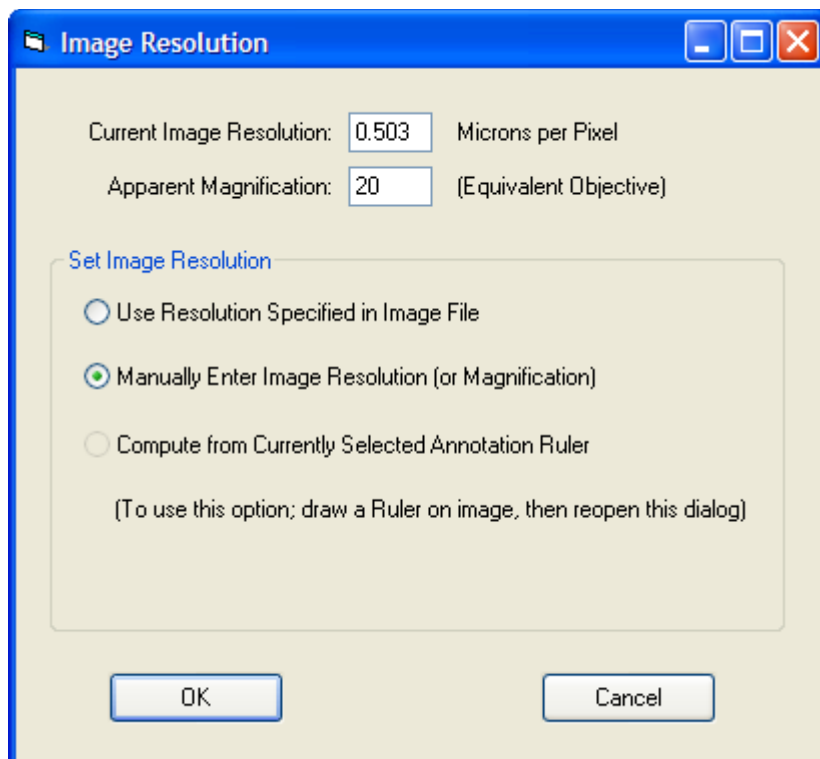 Image Resolution
Current Image Resolution: 0.503 Microns per Pixel
Apparent Magnification: 20 (Equivalent Objective)
Set Image Resolution
Use Resolution Specified in Image File
Manually Enter Image Resolution (or Magnification)
Compute from Currently Selected Annotation Ruler
(To use this option; draw a Ruler on image, then reopen this dialog)
OK Cancel